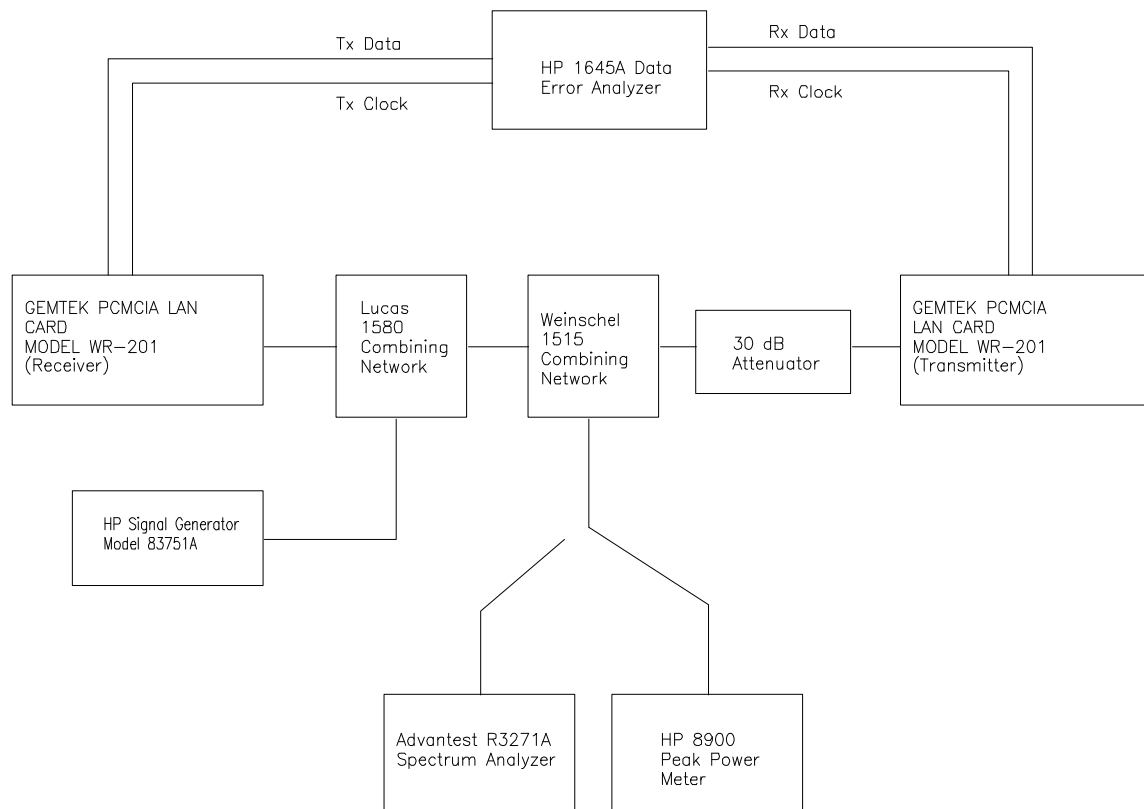 Tx Data
Rx Data
HP 1645A Data
Error Analyzer
Tx Clock
Rx Clock
GEMTEK PCMCIA LAN
CARD
MODEL WR-201
(Receiver)
Lucas
1580
Combining
Network
Weinschel
1515
Combining
Network
30 dB
Attenuator
GEMTEK PCMCIA
LAN CARD
MODEL WR-201
(Transmitter)
HP Signal Generator
Model 83751A
Advantest R3271A
Spectrum Analyzer
HP 8900
Peak Power
Meter